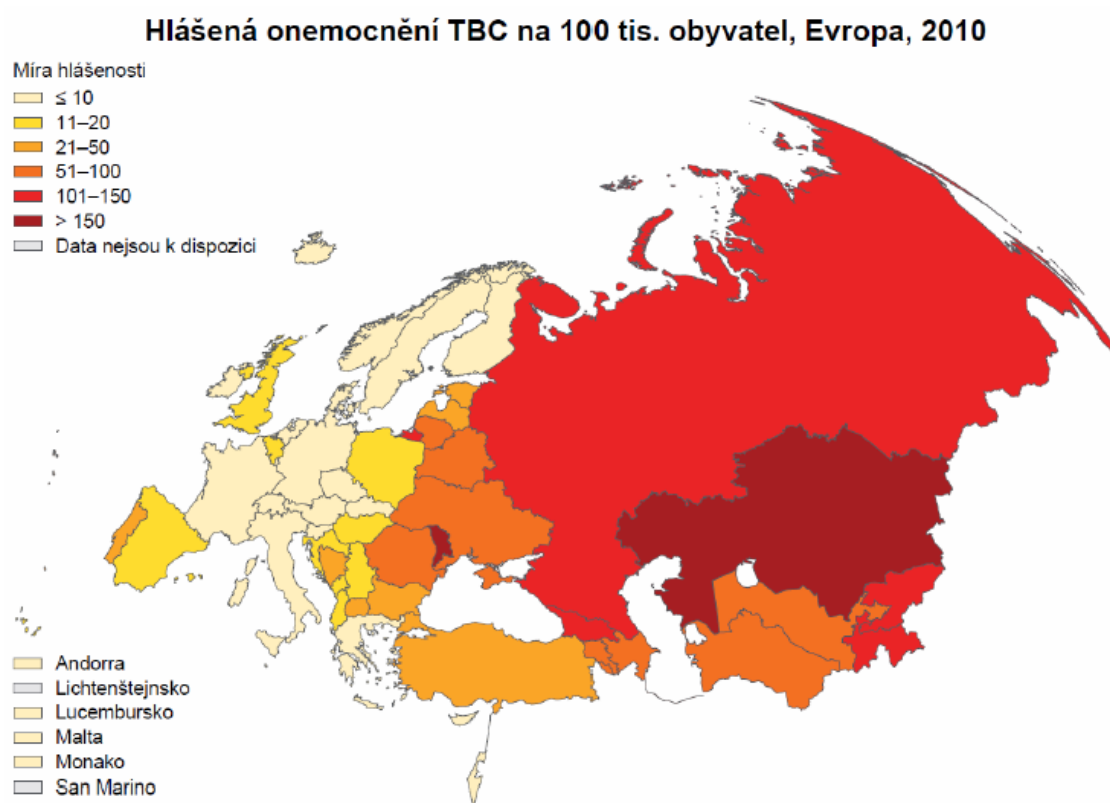 Hlášená onemocnění TBC na 100 tis. obyvatel, Evropa, 2010
Míra hlášenosti
≤ 10
11–20
21–50
51–100
101–150
> 150
Data nejsou k dispozici
Andorra
Lichtenštejnsko
Lucembursko
Malta
Monako
San Marino